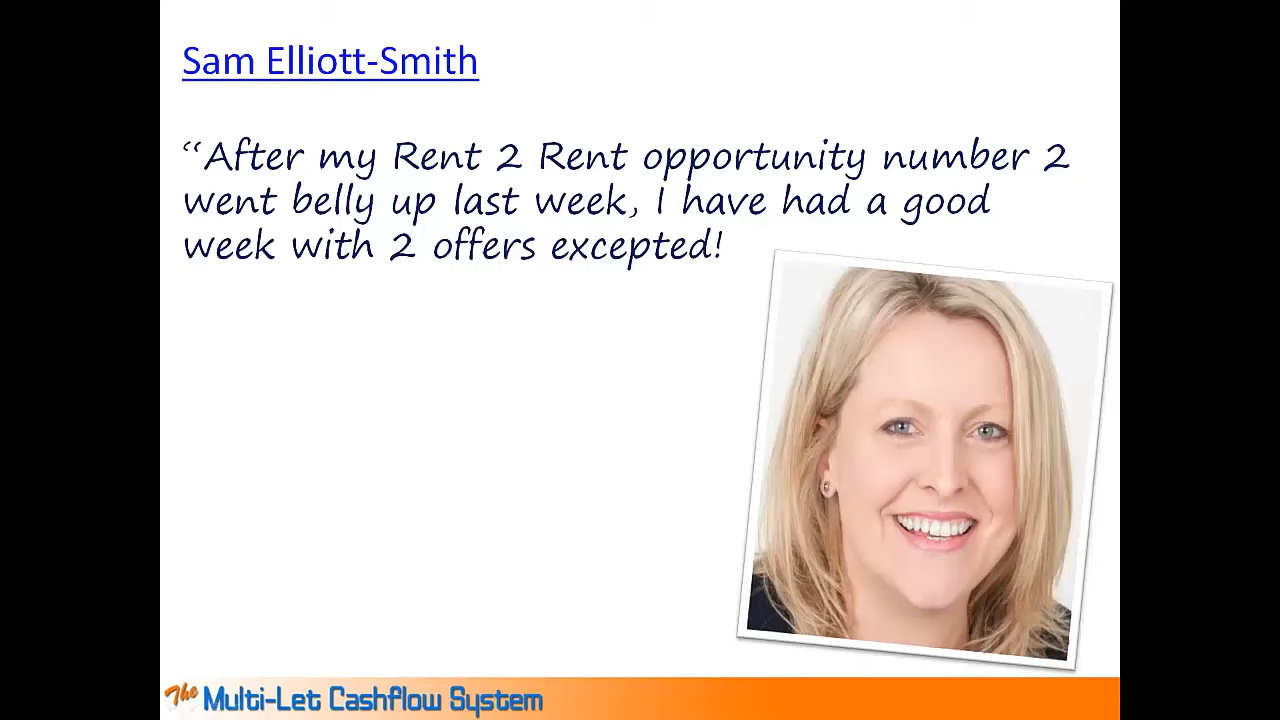 Sam Elliott-Smith
“After my Rent 2 Rent opportunity number 2
went belly up last week, I have had a good
week with 2 offers excepted!
The Multi-Let Cashflow System